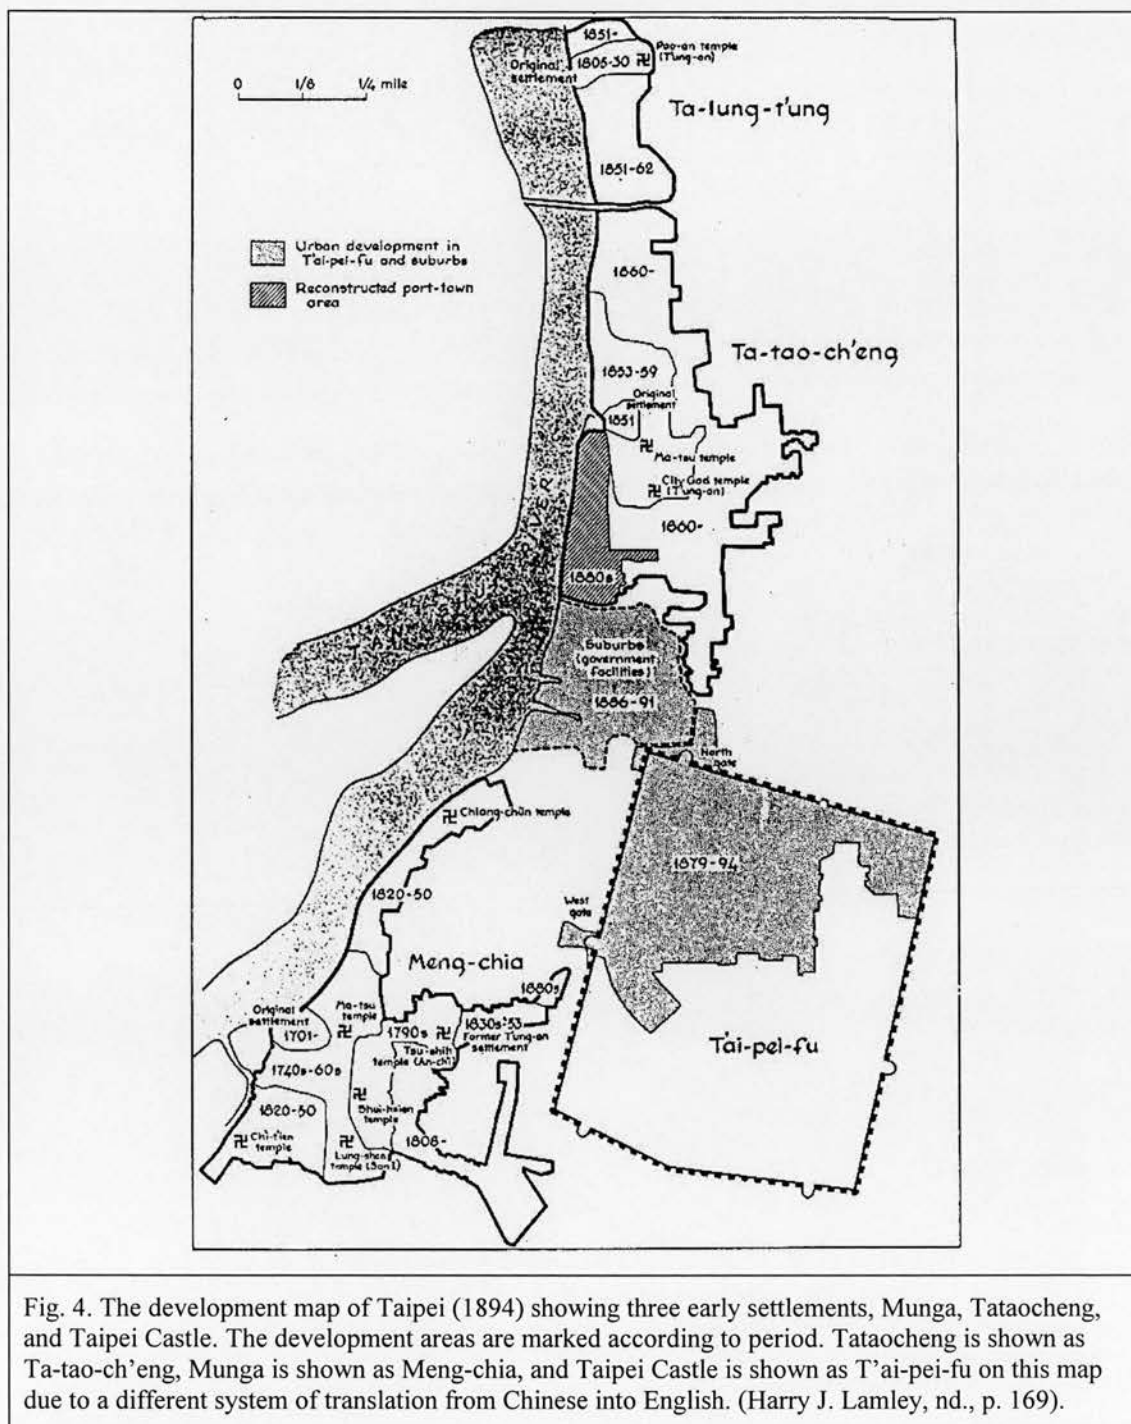 0 1/8 1/4 mile
Original
settlement
1851-
1805-30
Pao-an temple
(T'ung-an)
Ta-lung-t'ung
1851-62
Urban development in
T'ai-pei-fu and suburbs
Reconstructed port-town
area
1860-
Ta-tao-ch'eng
1853-59
Original
settlement
1851
Ma-tsu temple
City God temple
(T'ung-an)
1860-
RIVER
1880s
Suburbs
(government
facilities)
1886-91
North
gate
Chiang-chün temple
1879-94
1820-50
West
gate
Meng-chia
1880s
Original
settlement
1701-
Ma-tsu
temple
1790s
1830s-'53
Former T'ung-an
settlement
Tsu-shih
temple (An-ch'i)
T'ai-pei-fu
1740s-60s
1820-50
Shui-hsien
temple
Chi-t'ien
temple
Lung-shan
temple (San I)
1808-
Fig. 4. The development map of Taipei (1894) showing three early settlements, Munga, Tataocheng,
and Taipei Castle. The development areas are marked according to period. Tataocheng is shown as
Ta-tao-ch’eng, Munga is shown as Meng-chia, and Taipei Castle is shown as T’ai-pei-fu on this map
due to a different system of translation from Chinese into English. (Harry J. Lamley, nd., p. 169).